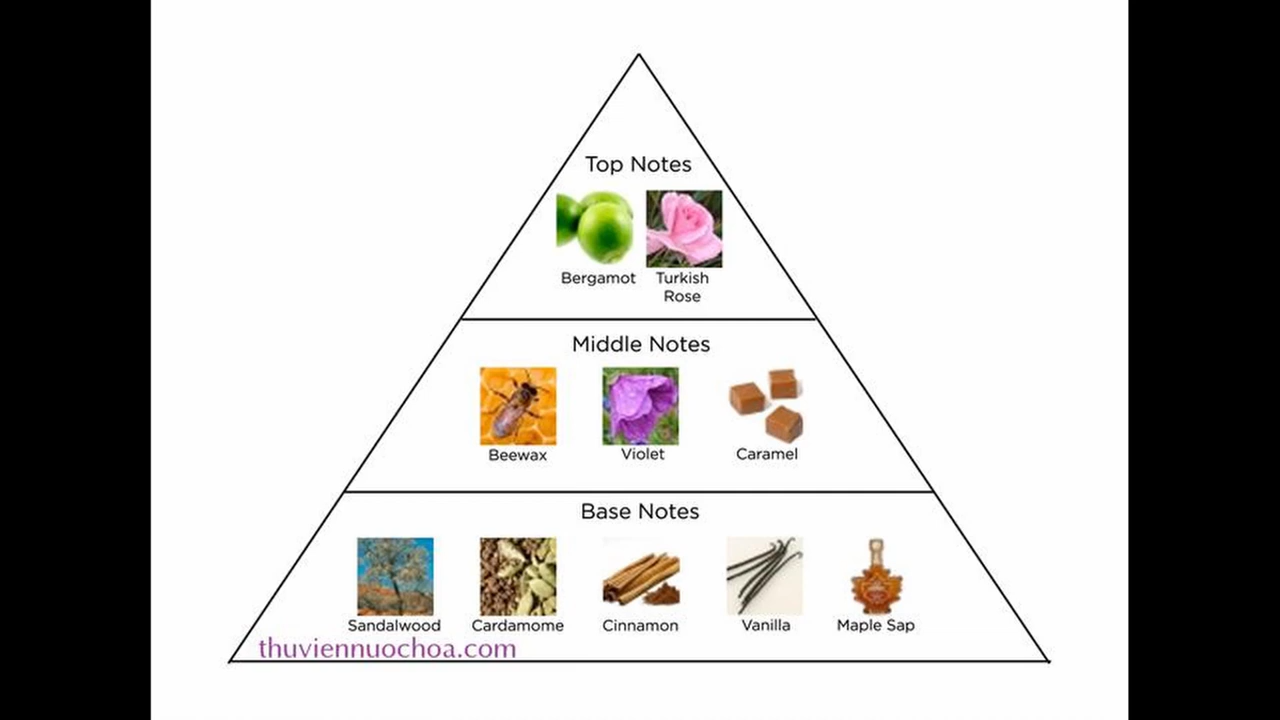 Top Notes
Bergamot
Turkish
Rose
Middle Notes
Beewax
Violet
Caramel
Base Notes
Sandalwood
Cardamome
Cinnamon
Vanilla
Maple Sap
thuviennuochoa.com